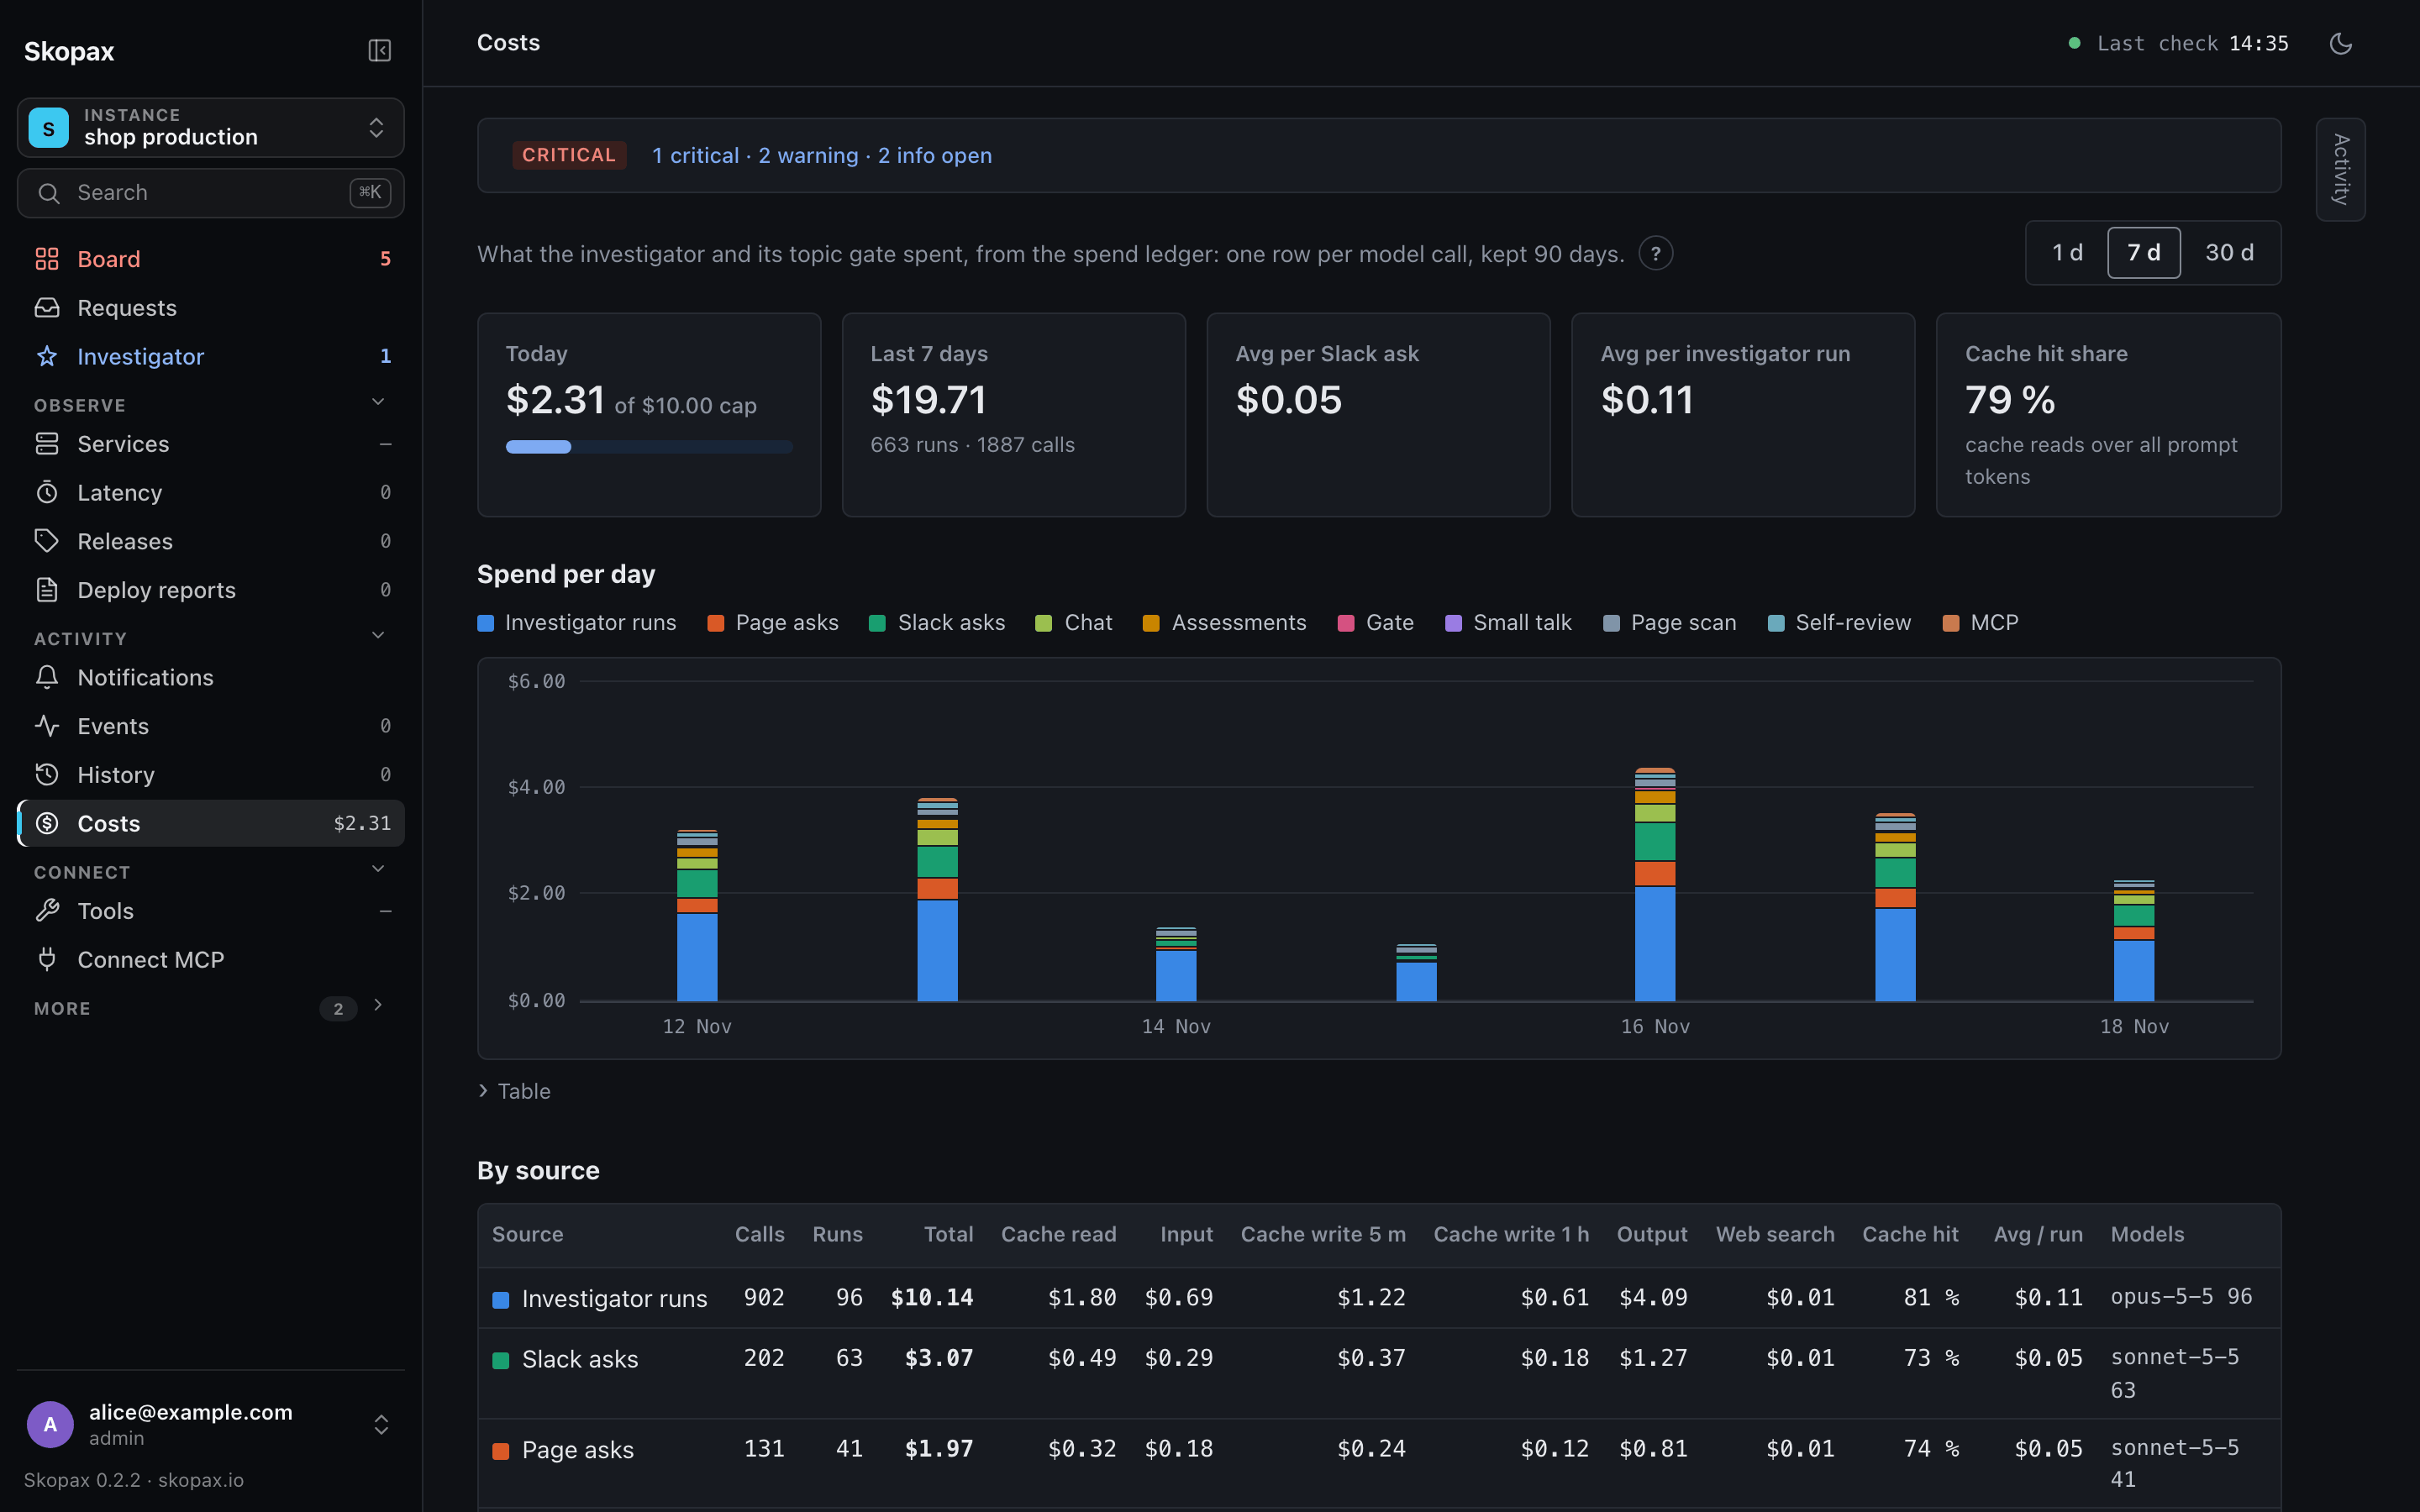 Skopax
INSTANCE
S
shop production
Search
⌘K
Board 5
Requests
Investigator 1
OBSERVE
Services –
Latency 0
Releases 0
Deploy reports 0
ACTIVITY
Notifications
Events 0
History 0
Costs $2.31
CONNECT
Tools –
Connect MCP
MORE 2
A
alice@example.com
admin
Skopax 0.2.2 · skopax.io
Costs
Last check 14:35
CRITICAL 1 critical · 2 warning · 2 info open
Activity
What the investigator and its topic gate spent, from the spend ledger: one row per model call, kept 90 days. ?
1 d 7 d 30 d
Today
$2.31 of $10.00 cap
Last 7 days
$19.71
663 runs · 1887 calls
Avg per Slack ask
$0.05
Avg per investigator run
$0.11
Cache hit share
79 %
cache reads over all prompt
tokens
Spend per day
Investigator runs Page asks Slack asks Chat Assessments Gate Small talk Page scan Self-review MCP
$6.00
$4.00
$2.00
$0.00
12 Nov 14 Nov 16 Nov 18 Nov
Table
By source
Source Calls Runs Total Cache read Input Cache write 5 m Cache write 1 h Output Web search Cache hit Avg / run Models
Investigator runs 902 96 $10.14 $1.80 $0.69 $1.22 $0.61 $4.09 $0.01 81 % $0.11 opus-5-5 96
Slack asks 202 63 $3.07 $0.49 $0.29 $0.37 $0.18 $1.27 $0.01 73 % $0.05 sonnet-5-5
63
Page asks 131 41 $1.97 $0.32 $0.18 $0.24 $0.12 $0.81 $0.01 74 % $0.05 sonnet-5-5
41